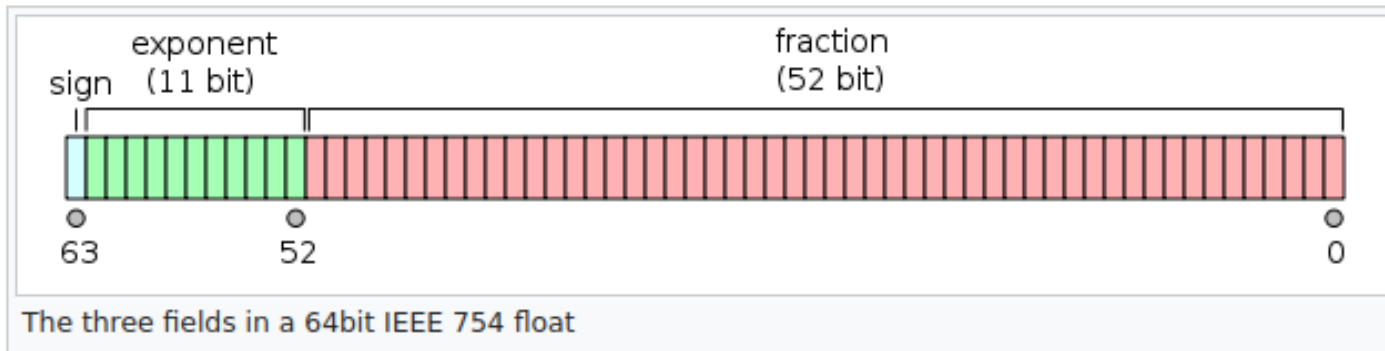 exponent
(11 bit)
sign
fraction
(52 bit)
63
52
0
The three fields in a 64bit IEEE 754 float